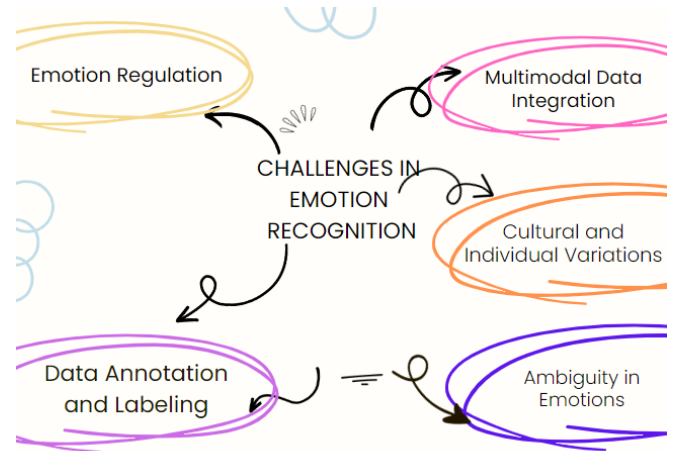 Emotion Regulation
Multimodal Data
Integration
CHALLENGES IN
EMOTION
RECOGNITION
Cultural and
Individual Variations
Data Annotation
and Labeling
Ambiguity in
Emotions